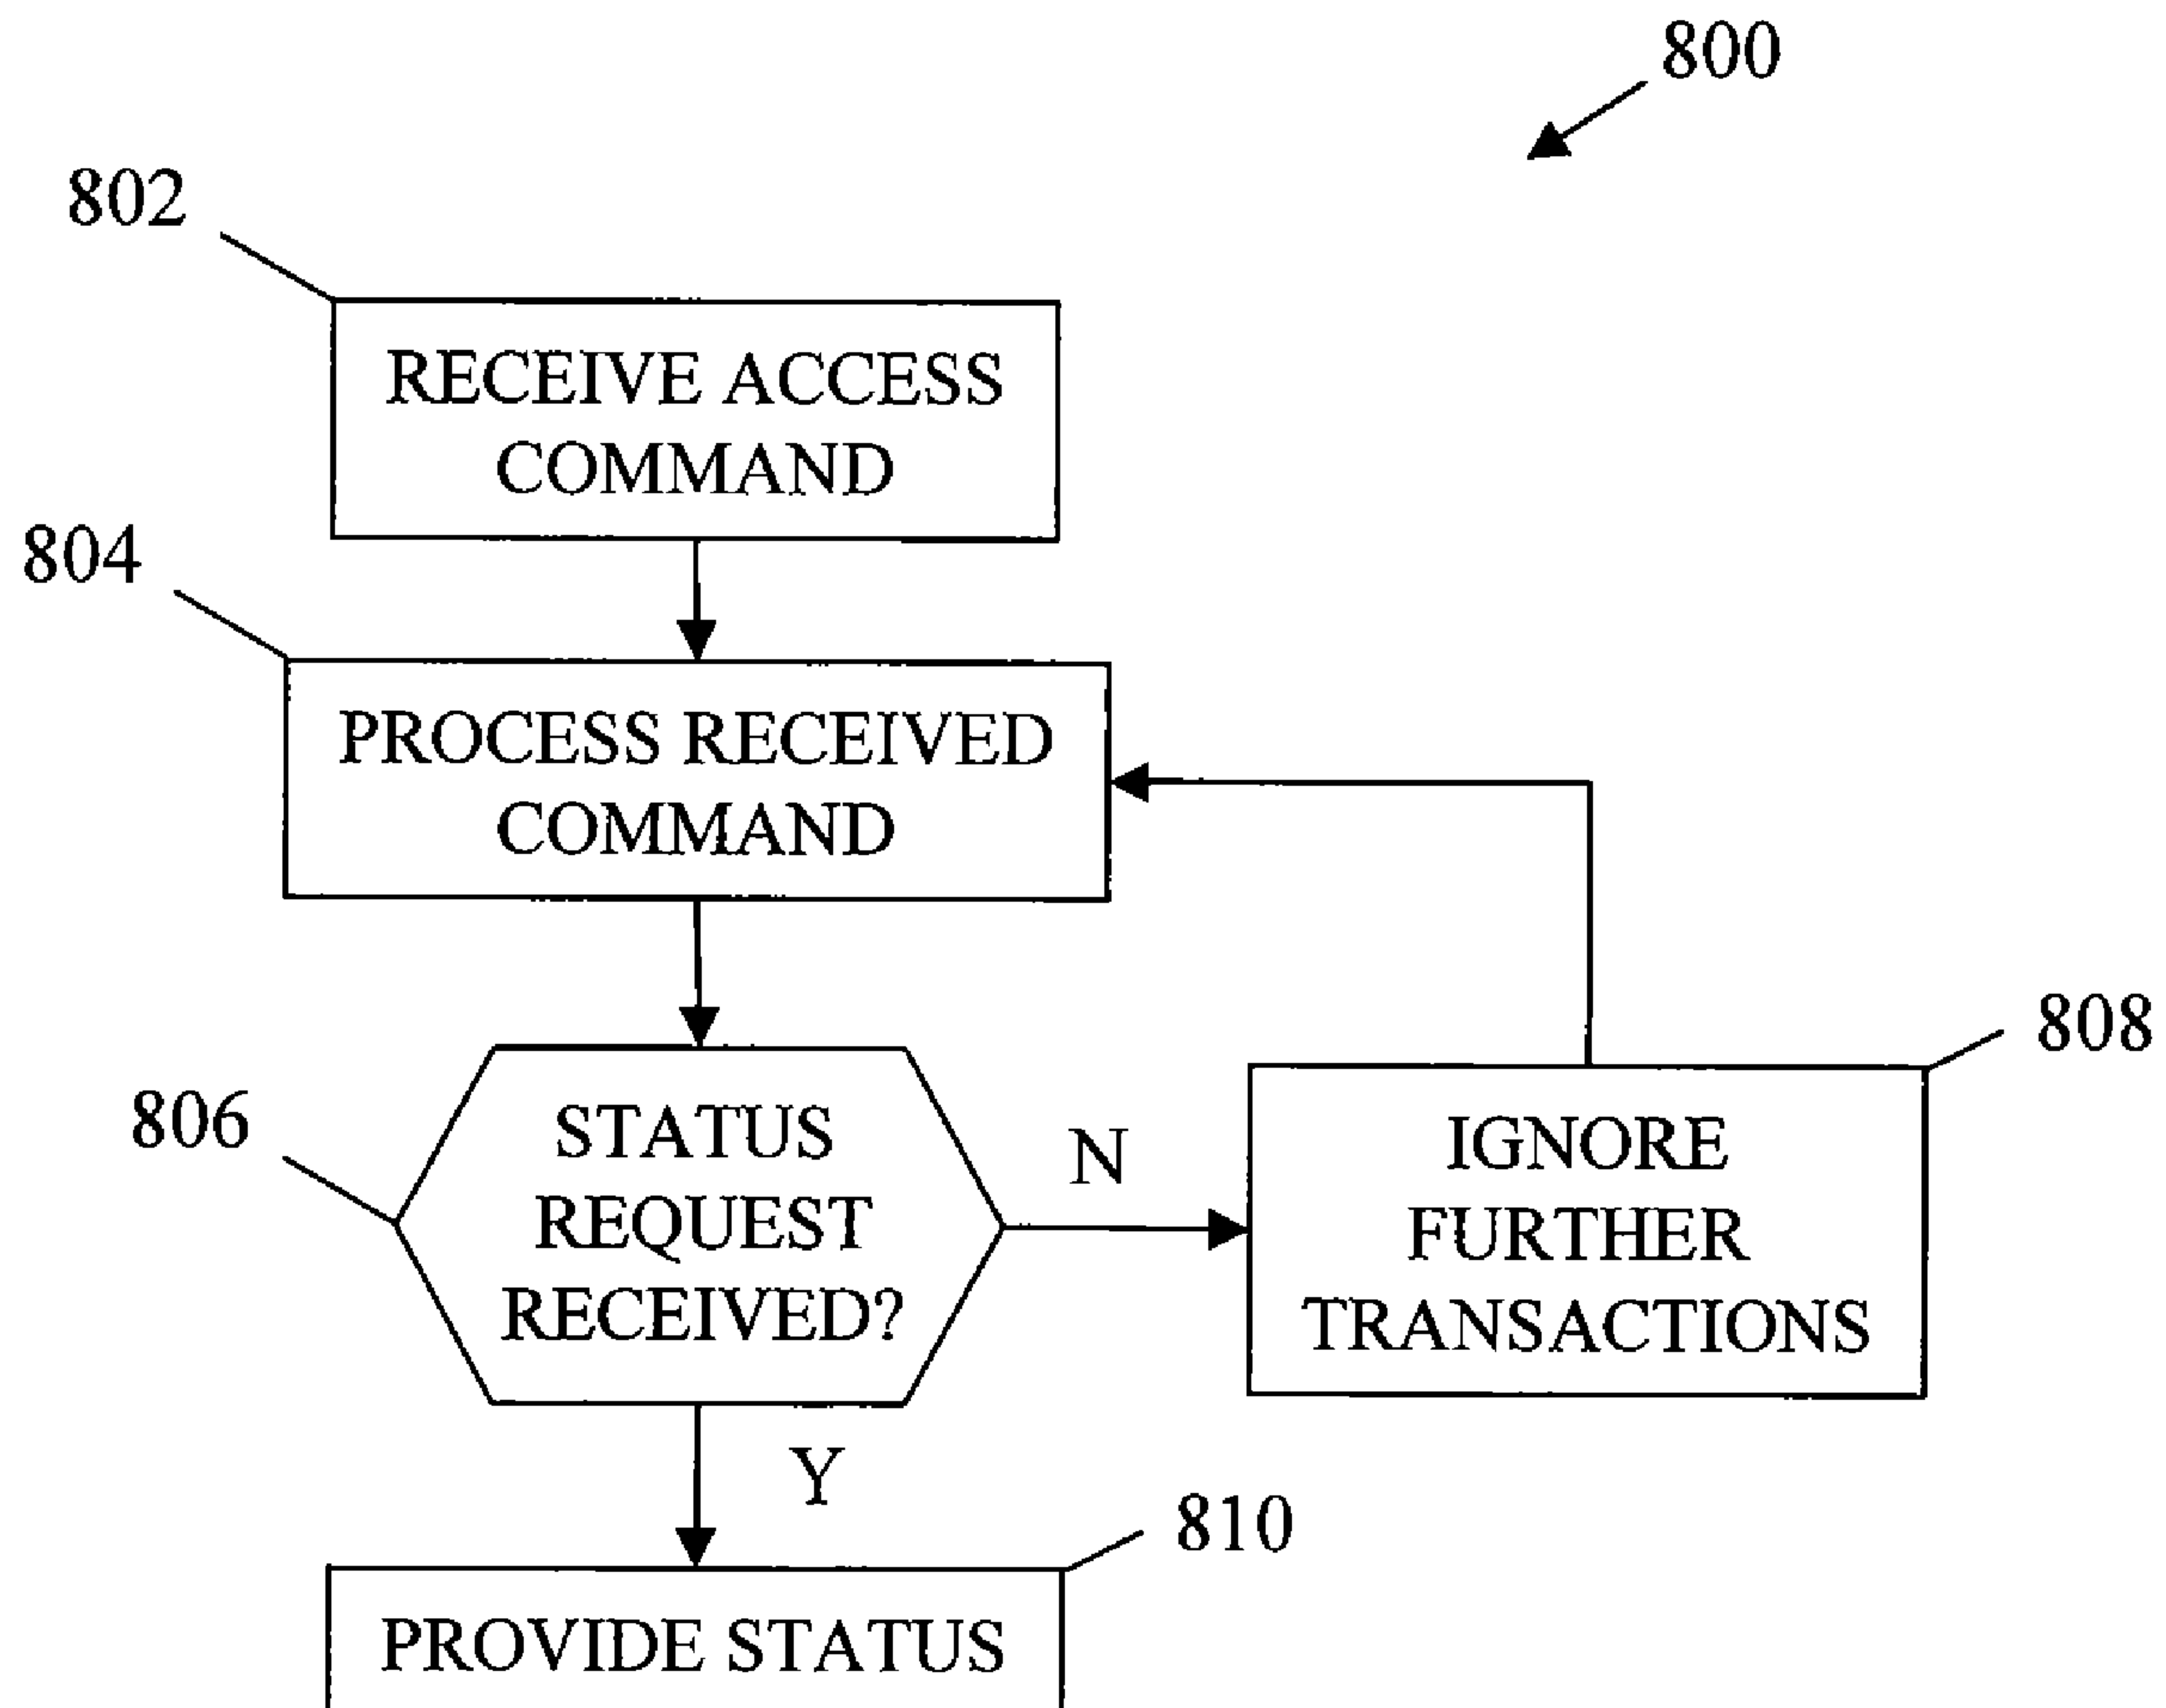 800
802
RECEIVE ACCESS
COMMAND
804
PROCESS RECEIVED
COMMAND
806
STATUS
REQUEST
RECEIVED?
N
808
IGNORE
FURTHER
TRANSACTIONS
Y
810
PROVIDE STATUS